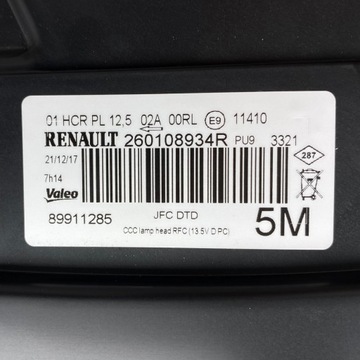 01 HCR PL 12,5 02A 00RL E9 11410
RENAULT 260108934R PU9 3321
21/12/17
7h14
287
Valeo
89911285 JFC DTD 5M
CCC lamp head RFC (13.5V D PC)